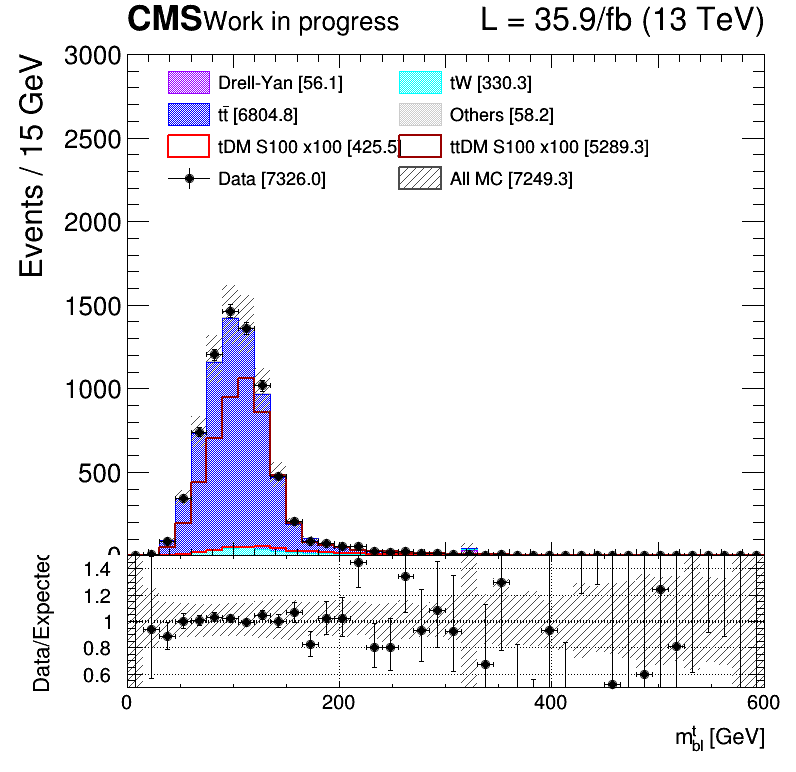 CMS Work in progress L = 35.9/fb (13 TeV)
Events / 15 GeV
3000
2500
2000
1500
1000
500
0
Drell-Yan [56.1] tW [330.3]
tt̄ [6804.8] Others [58.2]
tDM S100 x100 [425.5] ttDM S100 x100 [5289.3]
Data [7326.0] All MC [7249.3]
Data/Expected
1.4
1.2
1
0.8
0.6
0 200 400 600
m^t_bl [GeV]